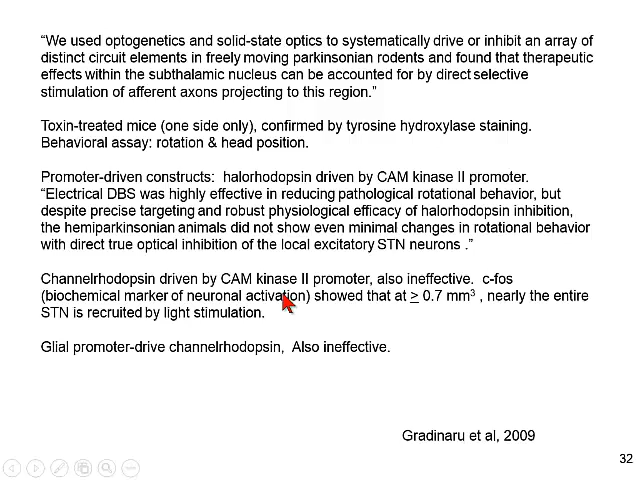 “We used optogenetics and solid-state optics to systematically drive or inhibit an array of
distinct circuit elements in freely moving parkinsonian rodents and found that therapeutic
effects within the subthalamic nucleus can be accounted for by direct selective
stimulation of afferent axons projecting to this region.”
Toxin-treated mice (one side only), confirmed by tyrosine hydroxylase staining.
Behavioral assay: rotation & head position.
Promoter-driven constructs:  halorhodopsin driven by CAM kinase II promoter.
“Electrical DBS was highly effective in reducing pathological rotational behavior, but
despite precise targeting and robust physiological efficacy of halorhodopsin inhibition,
the hemiparkinsonian animals did not show even minimal changes in rotational behavior
with direct true optical inhibition of the local excitatory STN neurons .”
Channelrhodopsin driven by CAM kinase II promoter, also ineffective.  c-fos
(biochemical marker of neuronal activation) showed that at ≥ 0.7 mm³ , nearly the entire
STN is recruited by light stimulation.
Glial promoter-drive channelrhodopsin,  Also ineffective.
Gradinaru et al, 2009
32